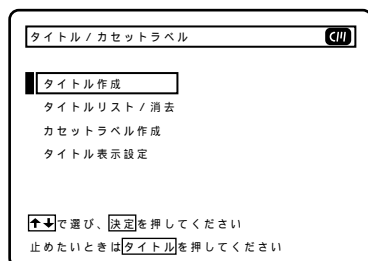 タイトル/カセットラベル CM
タイトル作成
タイトルリスト/消去
カセットラベル作成
タイトル表示設定
↑↓で選び、決定を押してください
止めたいときはタイトルを押してください